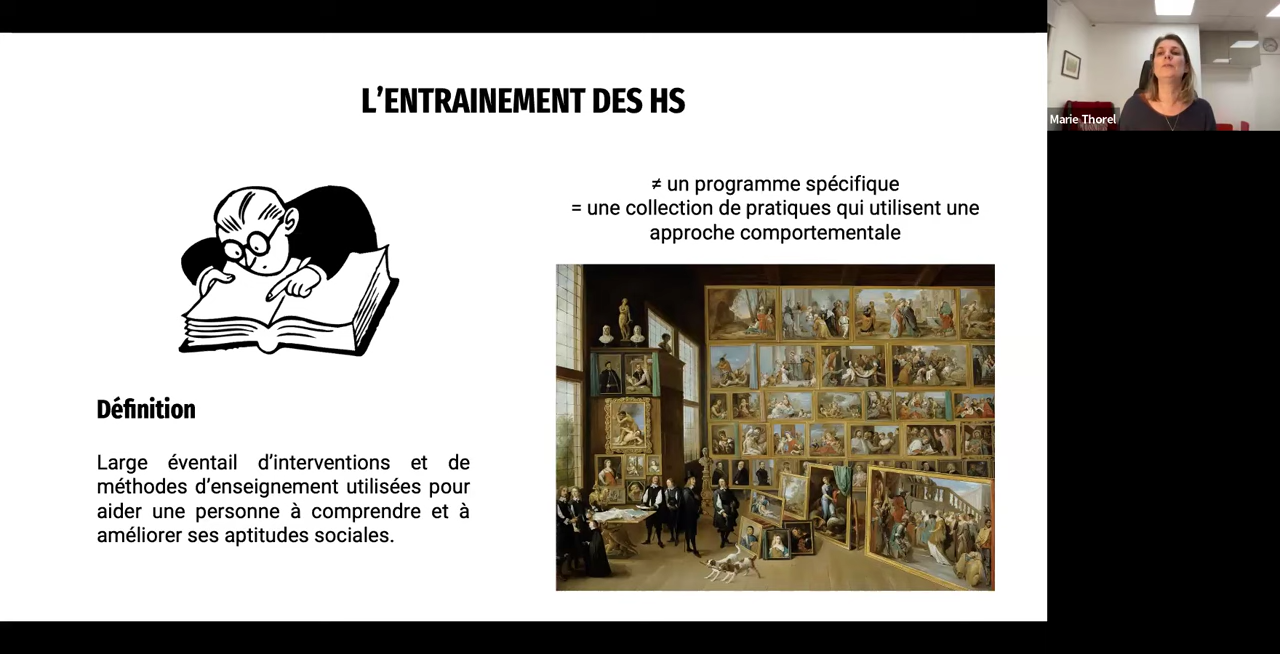 L’ENTRAINEMENT DES HS
≠ un programme spécifique
= une collection de pratiques qui utilisent une
approche comportementale
Définition
Large éventail d’interventions et de
méthodes d’enseignement utilisées pour
aider une personne à comprendre et à
améliorer ses aptitudes sociales.
Marie Thorel